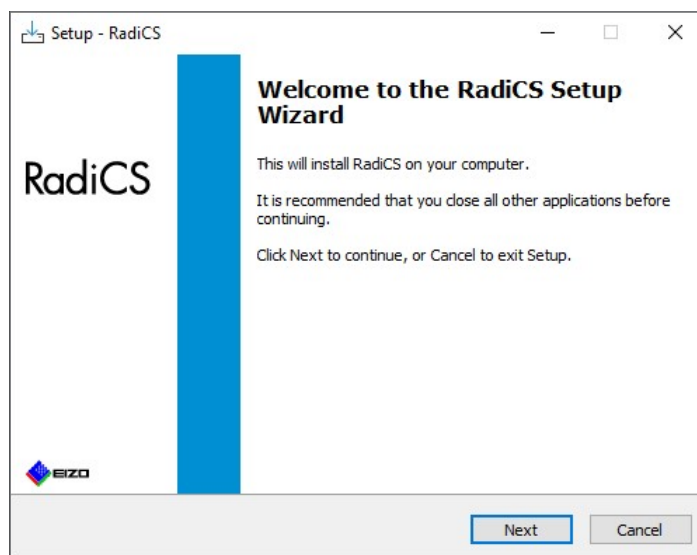 Setup - RadiCS
Welcome to the RadiCS Setup
Wizard
RadiCS
This will install RadiCS on your computer.
It is recommended that you close all other applications before
continuing.
Click Next to continue, or Cancel to exit Setup.
EIZO
Next
Cancel